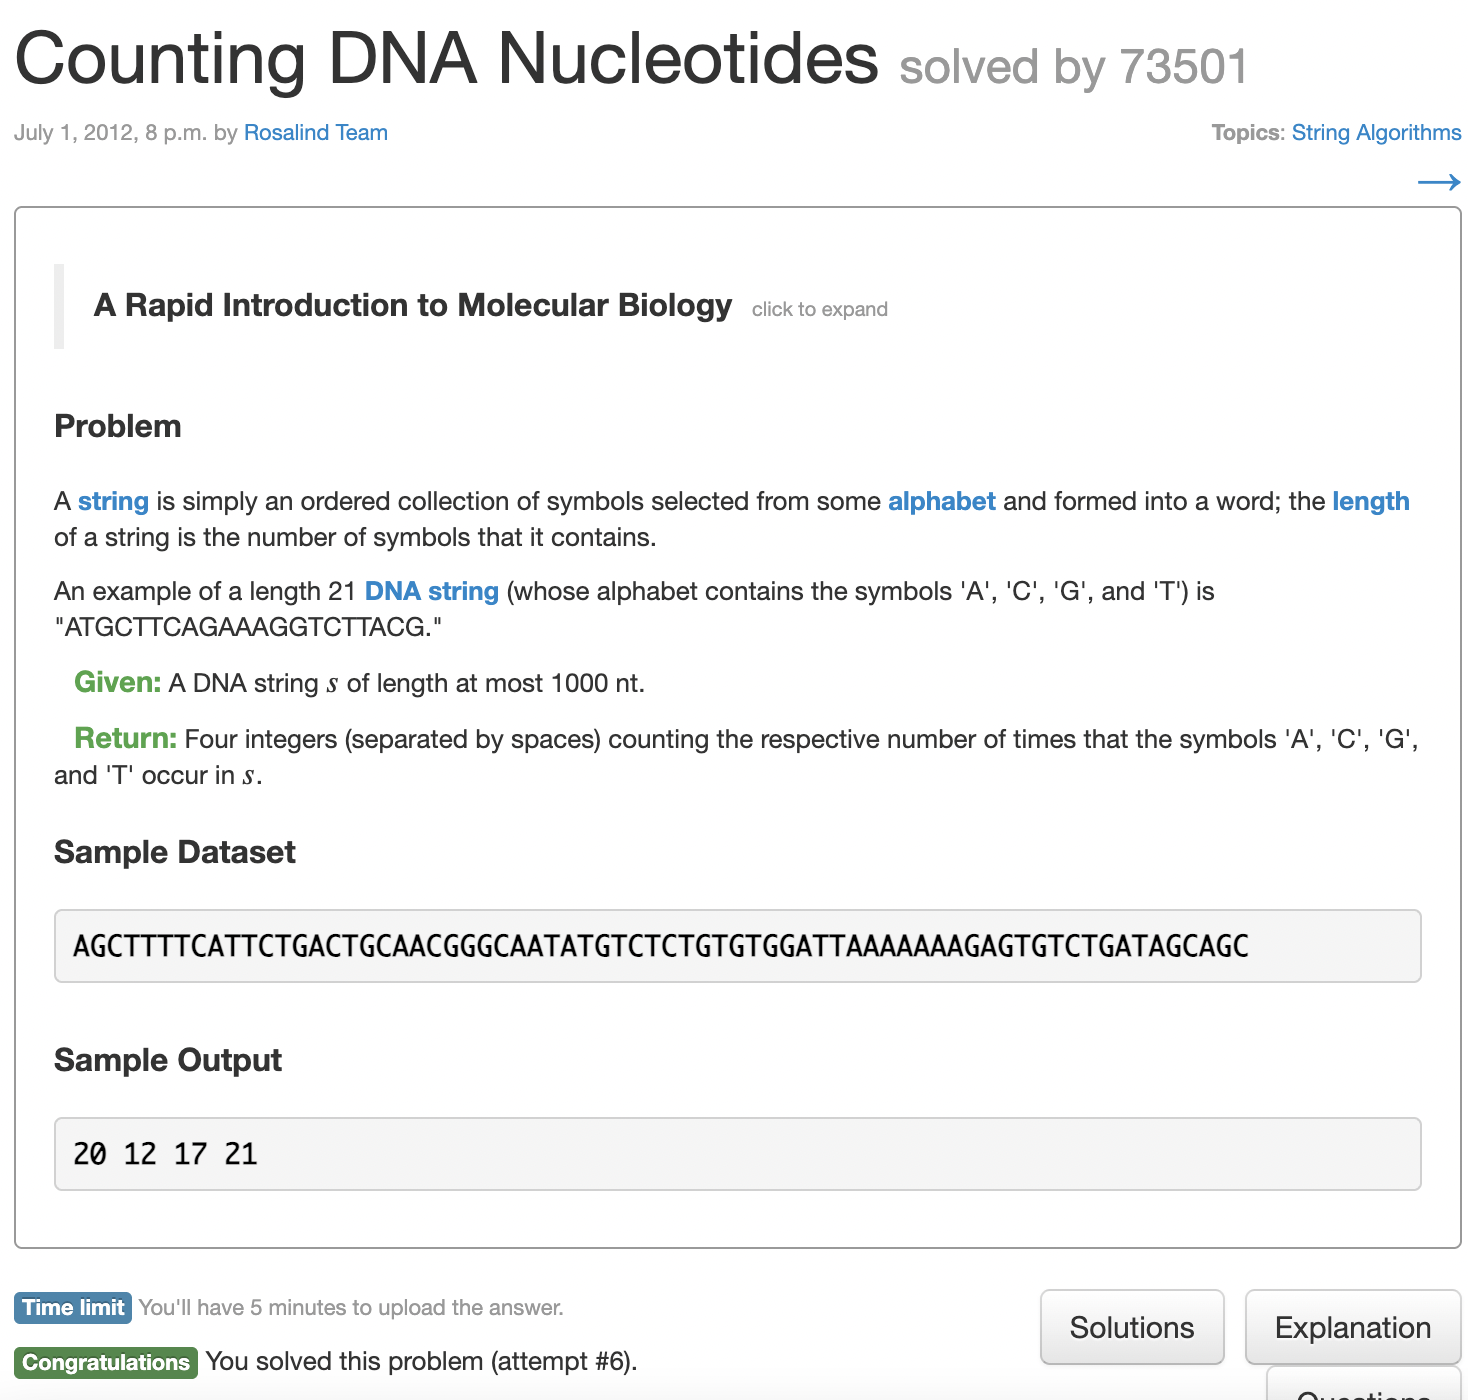 Counting DNA Nucleotides solved by 73501
July 1, 2012, 8 p.m. by Rosalind Team
Topics: String Algorithms
→
A Rapid Introduction to Molecular Biology click to expand
Problem
A string is simply an ordered collection of symbols selected from some alphabet and formed into a word; the length
of a string is the number of symbols that it contains.
An example of a length 21 DNA string (whose alphabet contains the symbols 'A', 'C', 'G', and 'T') is
"ATGCTTCAGAAAGGTCTTACG."
Given: A DNA string s of length at most 1000 nt.
Return: Four integers (separated by spaces) counting the respective number of times that the symbols 'A', 'C', 'G',
and 'T' occur in s.
Sample Dataset
AGCTTTTCATTCTGACTGCAACGGGCAATATGTCTCTGTGTGGATTAAAAAAAGAGTGTCTGATAGCAGC
Sample Output
20 12 17 21
Time limit You'll have 5 minutes to upload the answer.
Solutions
Explanation
Congratulations You solved this problem (attempt #6).
Questions